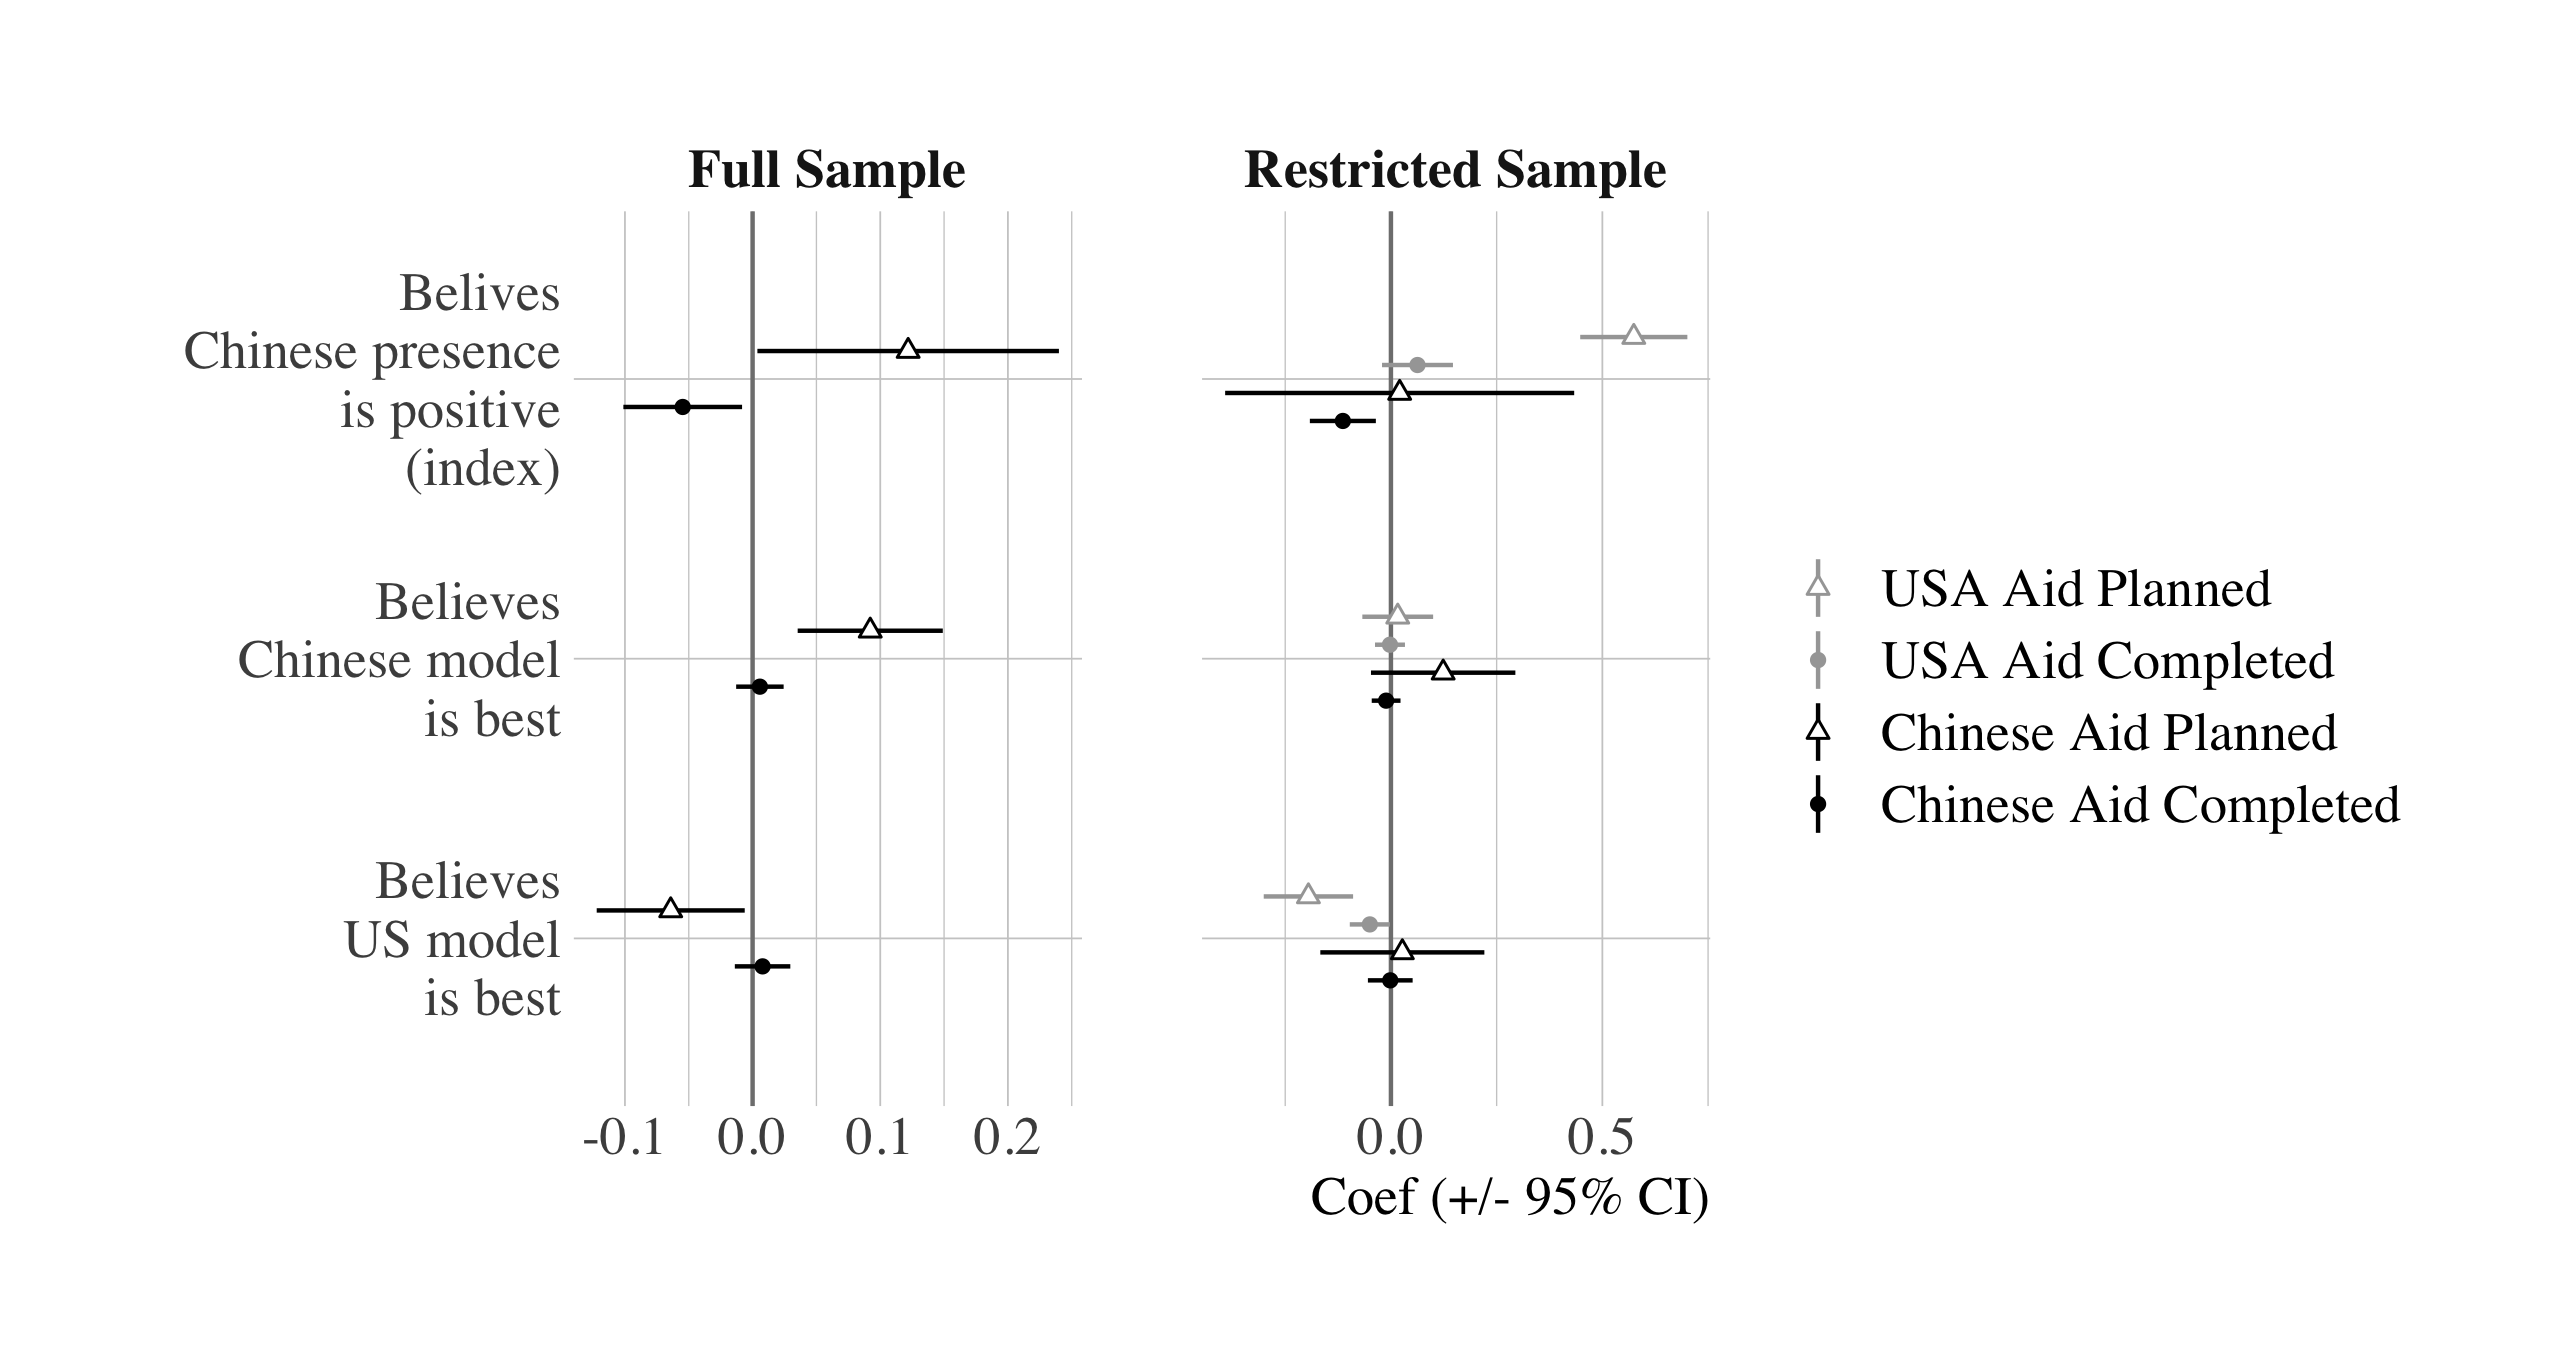 Full Sample
Restricted Sample
Belives
Chinese presence
is positive
(index)
Believes
Chinese model
is best
Believes
US model
is best
-0.1 0.0 0.1 0.2
0.0 0.5
Coef (+/- 95% CI)
USA Aid Planned
USA Aid Completed
Chinese Aid Planned
Chinese Aid Completed